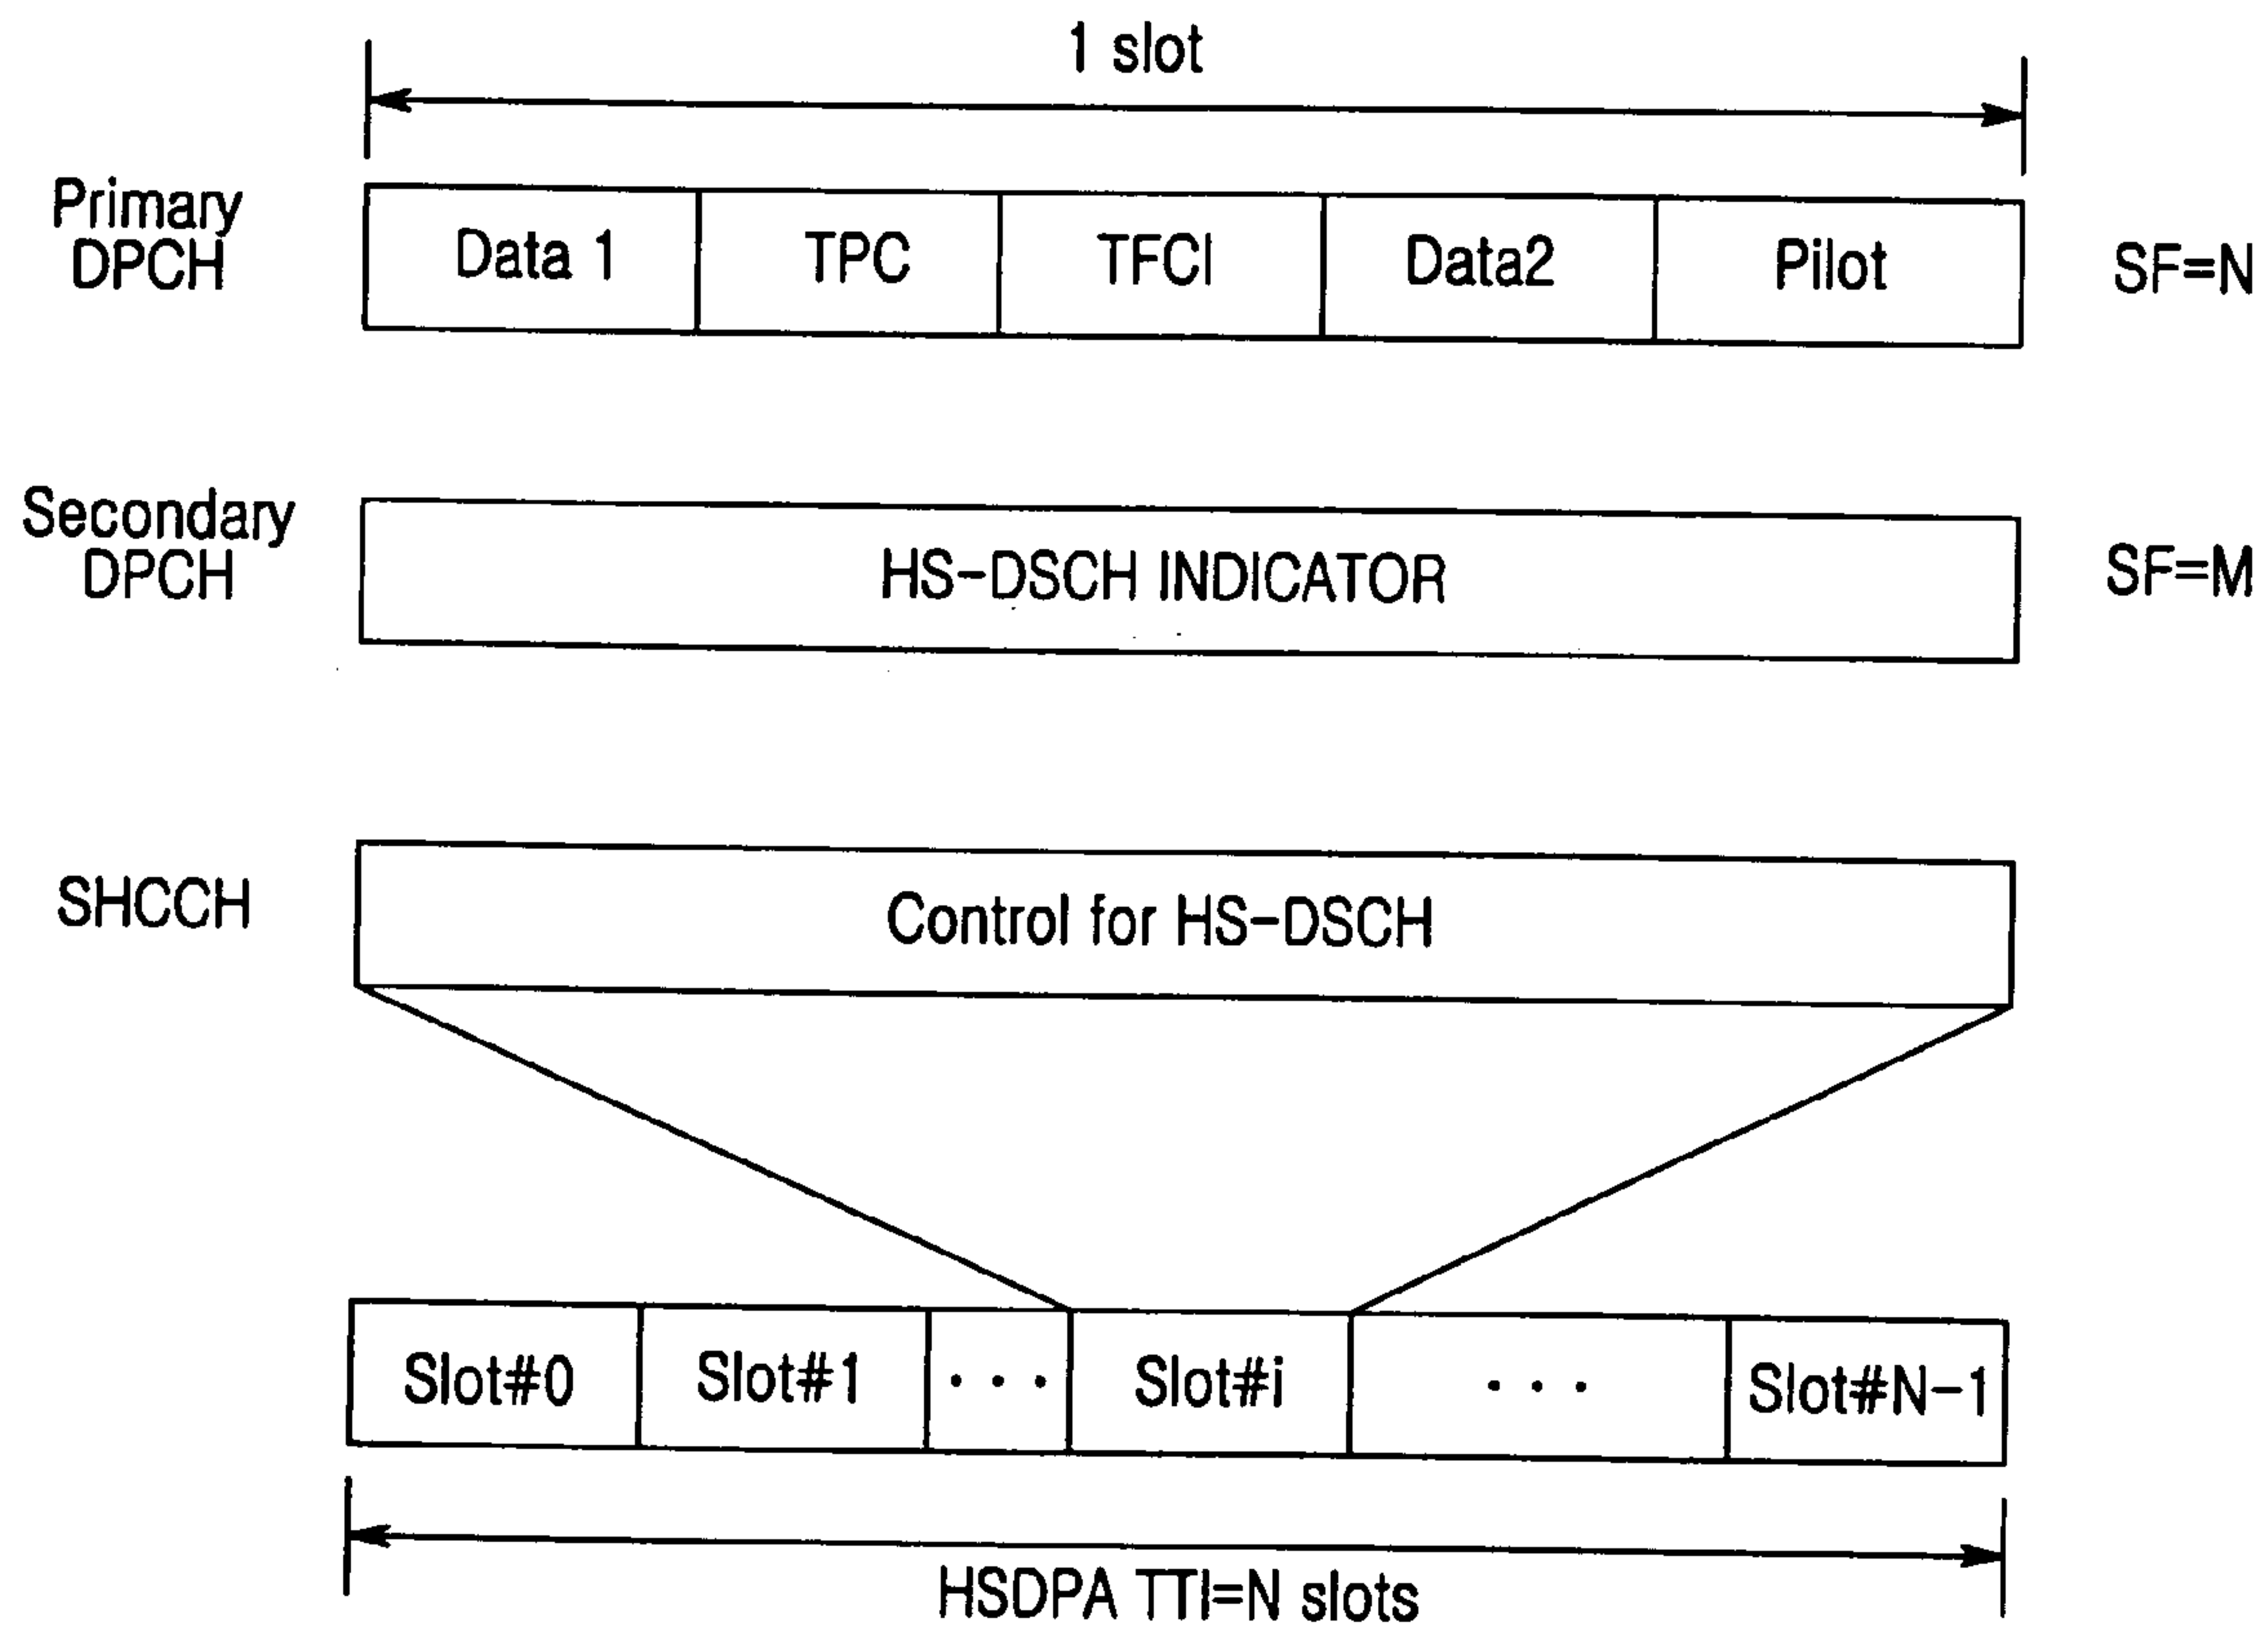 1 slot
Primary
DPCH
Data 1
TPC
TFCI
Data2
Pilot
SF=N
Secondary
DPCH
HS-DSCH INDICATOR
SF=M
SHCCH
Control for HS-DSCH
Slot#0
Slot#1
. . .
Slot#i
. . .
Slot#N-1
HSDPA TTI=N slots